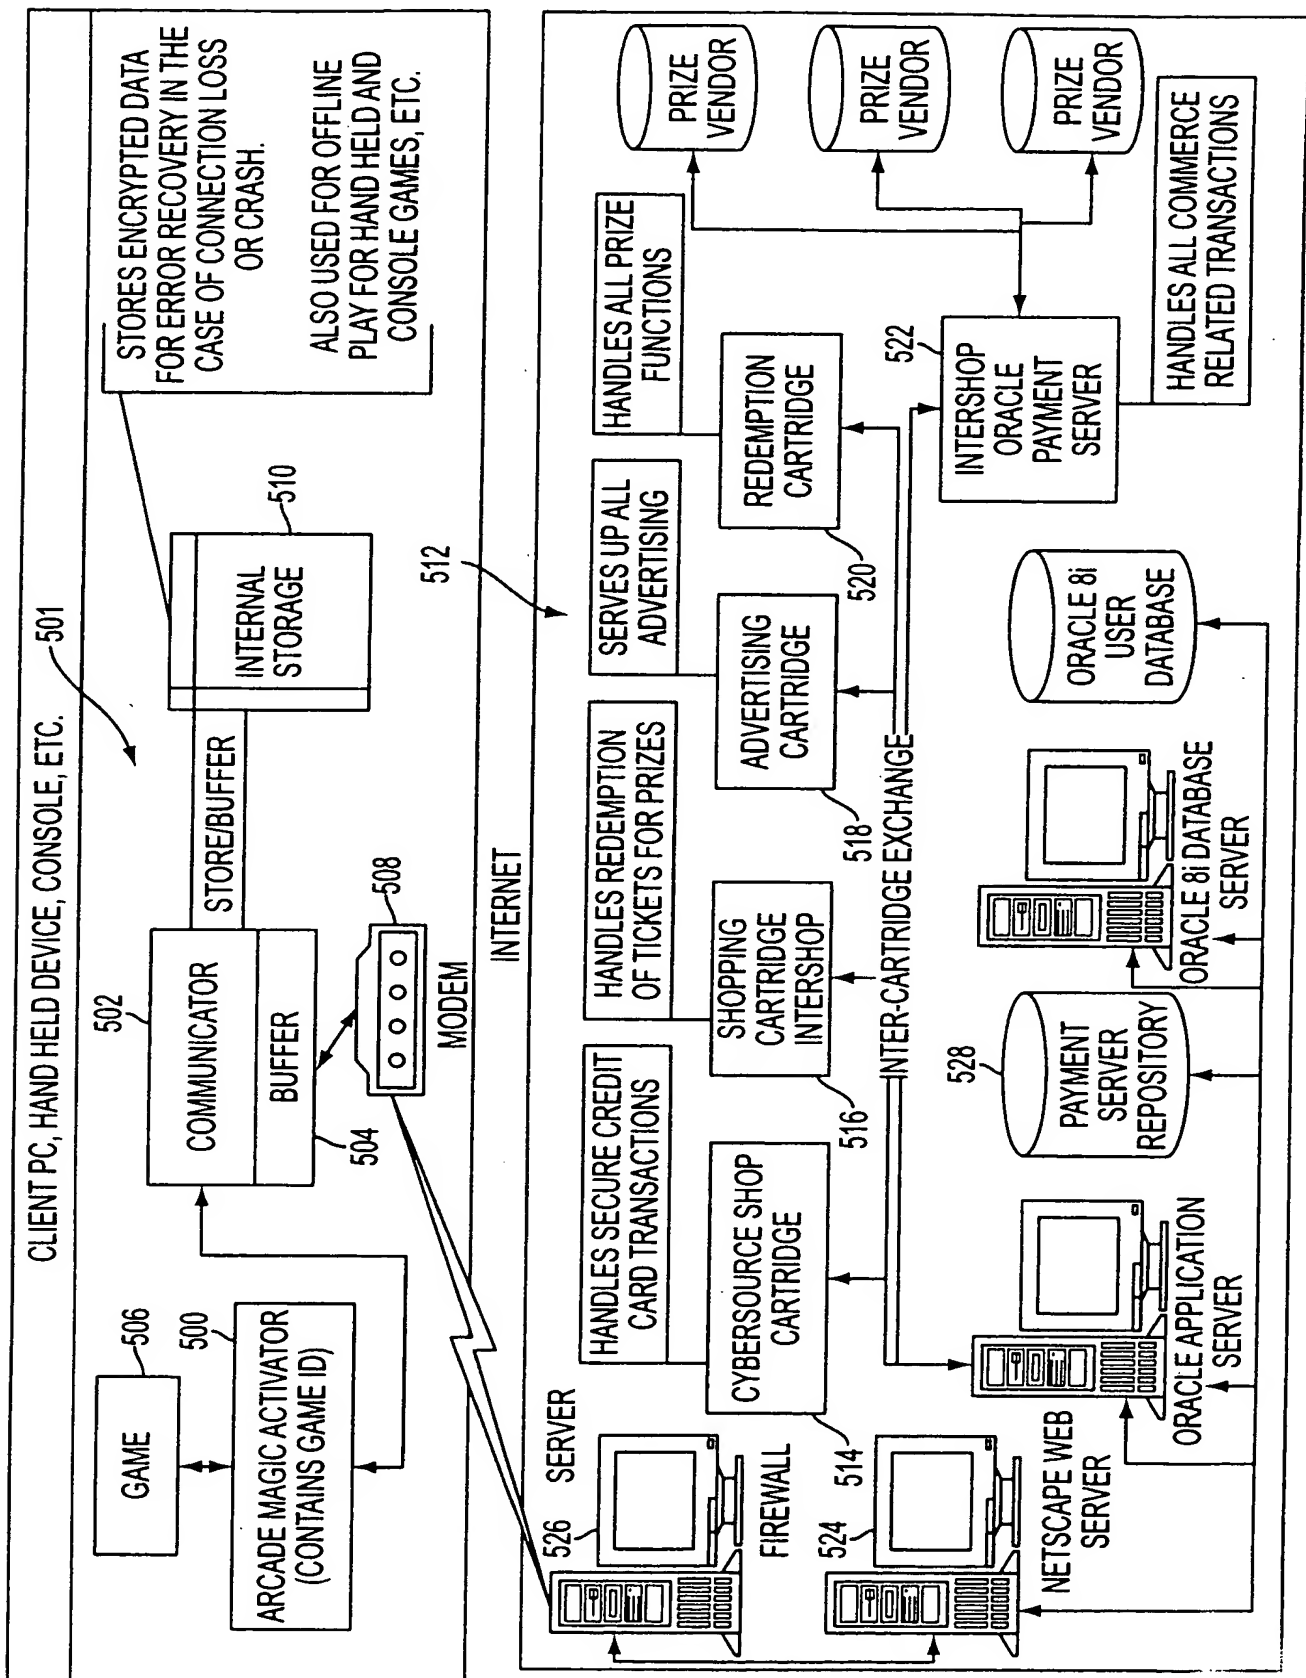 CLIENT PC, HAND HELD DEVICE, CONSOLE, ETC.
501
GAME
506
ARCADE MAGIC ACTIVATOR
(CONTAINS GAME ID)
500
502
COMMUNICATOR
BUFFER
504
STORE/BUFFER
INTERNAL
STORAGE
510
STORES ENCRYPTED DATA
FOR ERROR RECOVERY IN THE
CASE OF CONNECTION LOSS
OR CRASH.
ALSO USED FOR OFFLINE
PLAY FOR HAND HELD AND
CONSOLE GAMES, ETC.
508
MODEM
INTERNET
512
SERVER
526
FIREWALL
HANDLES SECURE CREDIT
CARD TRANSACTIONS
HANDLES REDEMPTION
OF TICKETS FOR PRIZES
SERVES UP ALL
ADVERTISING
HANDLES ALL PRIZE
FUNCTIONS
CYBERSOURCE SHOP
CARTRIDGE
514
SHOPPING
CARTRIDGE
INTERSHOP
516
ADVERTISING
CARTRIDGE
518
REDEMPTION
CARTRIDGE
520
PRIZE
VENDOR
PRIZE
VENDOR
PRIZE
VENDOR
INTER-CARTRIDGE EXCHANGE
522
INTERSHOP
ORACLE
PAYMENT
SERVER
HANDLES ALL COMMERCE
RELATED TRANSACTIONS
524
NETSCAPE WEB
SERVER
ORACLE APPLICATION
SERVER
528
PAYMENT
SERVER
REPOSITORY
ORACLE 8i DATABASE
SERVER
ORACLE 8i
USER
DATABASE